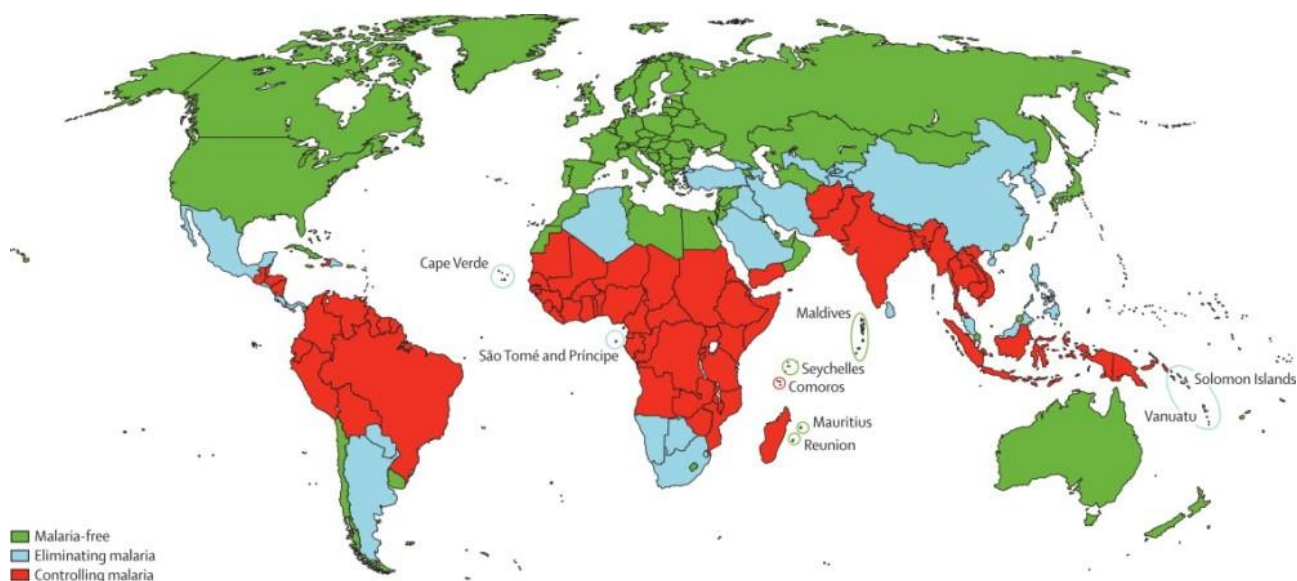 Cape Verde
São Tomé and Príncipe
Maldives
Seychelles
Comoros
Mauritius
Reunion
Solomon Islands
Vanuatu
Malaria-free
Eliminating malaria
Controlling malaria